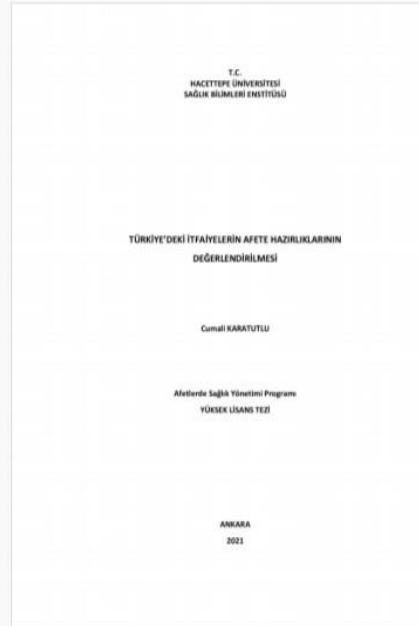 T.C.
HACETTEPE ÜNİVERSİTESİ
SAĞLIK BİLİMLERİ ENSTİTÜSÜ
TÜRKİYE'DEKİ İTFAİYELERİN AFETE HAZIRLIKLARININ
DEĞERLENDİRİLMESİ
Cumali KARATUTLU
Afetlerde Sağlık Yönetimi Programı
YÜKSEK LİSANS TEZİ
ANKARA
2021